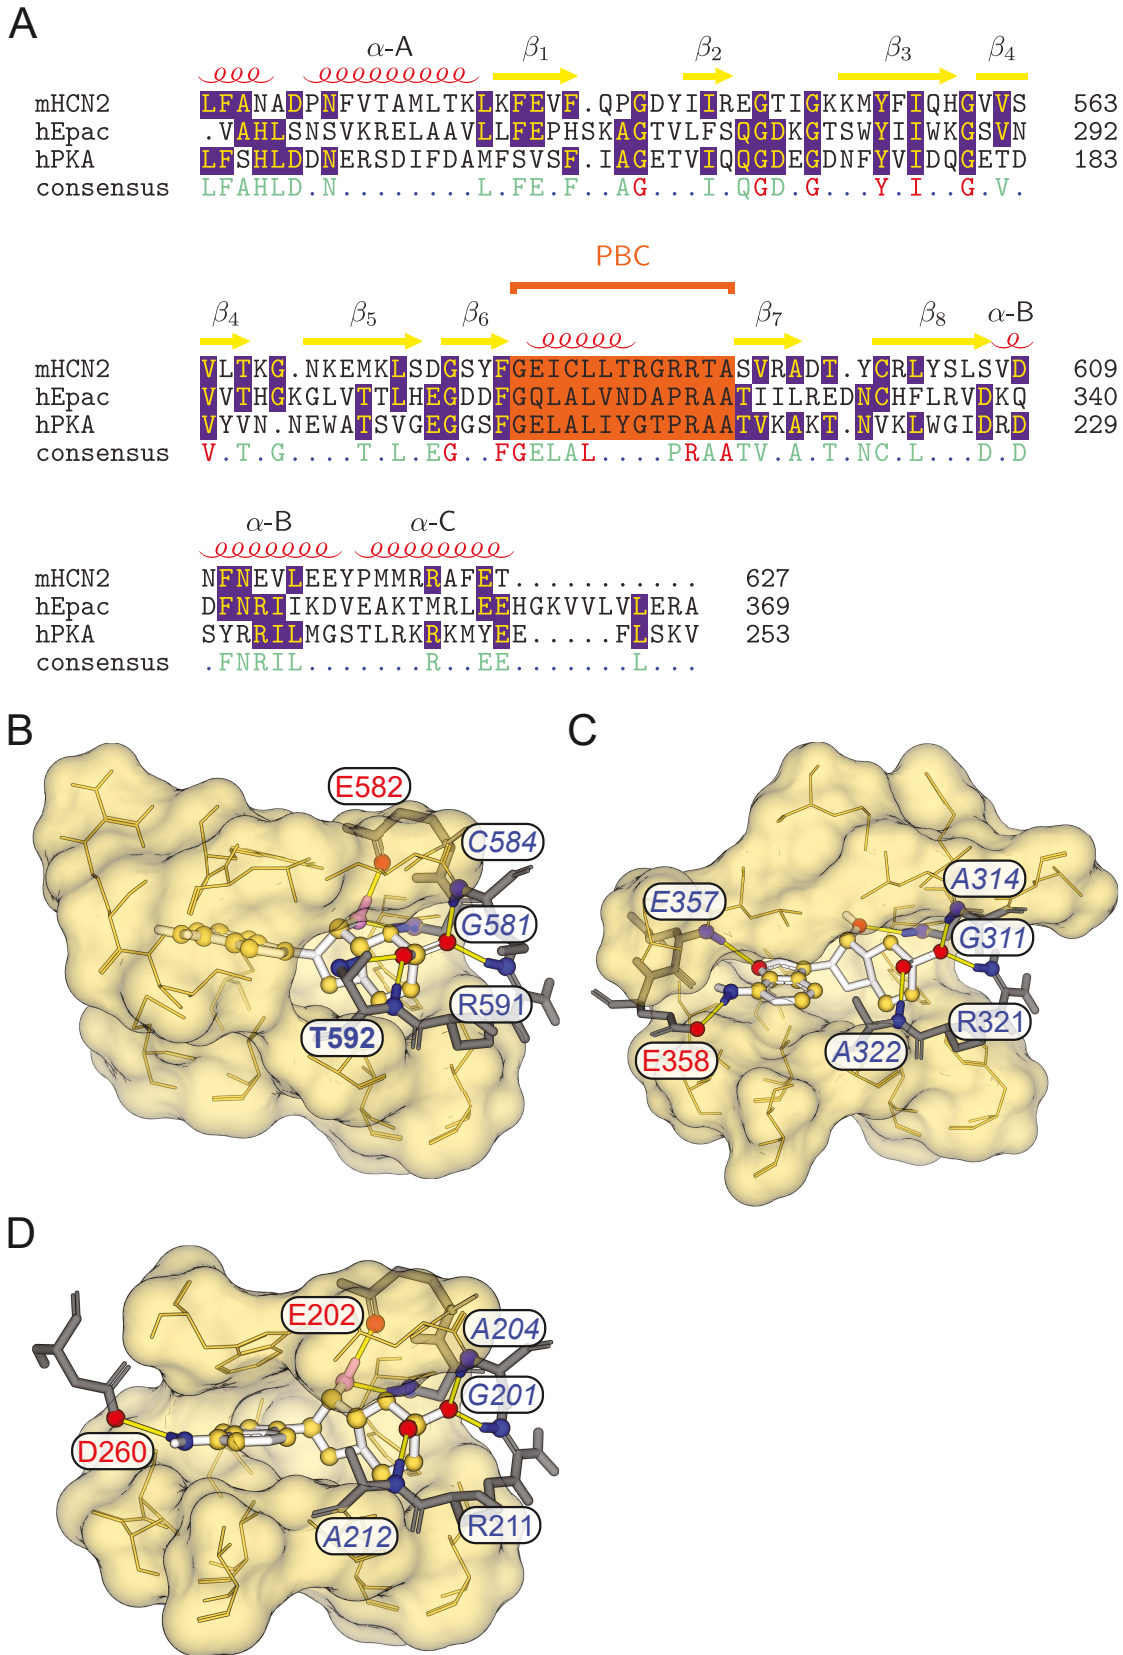 A
α-A β1 β2 β3 β4
mHCN2 LFANADPNFVTAMLTKLKFEVF.QPGDYIIREGTIGKKMYFIQHGVVS 563
hEpac .VAHLSNSVKRELAAVLLFEPHSKAGTVLFSQGDKGTSWYIIWKGSVN 292
hPKA LFSHLDDNERSDIFDAMFSVSF.IAGETVIQQGDEGDNFYVIDQGETD 183
consensus LFAHLD.N........L.FE.F..AG...I.QGD.G...Y.I..G.V.
PBC
β4 β5 β6 β7 β8 α-B
mHCN2 VLTKG.NKEMKLSDGSYFGEICLLTRGRRTASVRADT.YCRLYSLSVD 609
hEpac VVTHGKGLVTTLHEGDDFGQLALVNDAPRAATIILREDNCHFLRVDKQ 340
hPKA VYVN.NEWATSVGEGGSFGELALIYGTPRAATVKAKT.NVKLWGIDRD 229
consensus V.T.G....T.L.EG..FGELAL....PRAATV.A.T.NC.L...D.D
α-B α-C
mHCN2 NFNEVLEEYPMMRRAFET........... 627
hEpac DFNRIIKDVEAKTMRLEEHGKVVLVLERA 369
hPKA SYRRILMGSTLRKRKMYEE.....FLSKV 253
consensus .FNRIL.......R..EE.......L...
B
E582
C584
G581
R591
T592
C
A314
E357
G311
R321
A322
E358
D
E202
A204
G201
D260
R211
A212